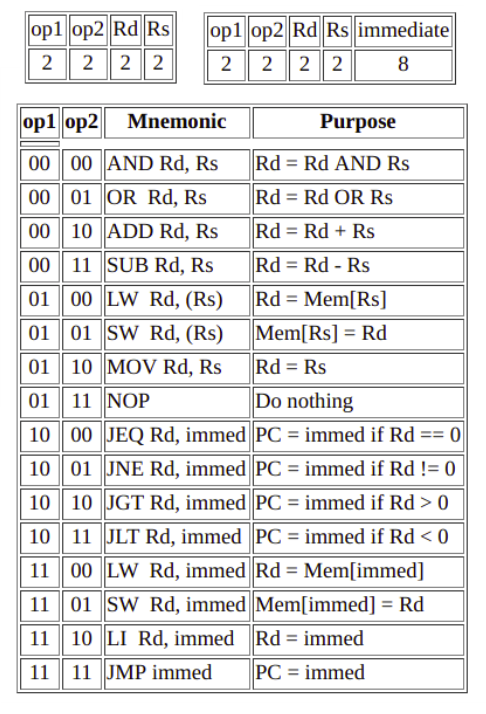 op1 op2 Rd Rs
2 2 2 2
op1 op2 Rd Rs immediate
2 2 2 2 8
op1 op2 Mnemonic Purpose
00 00 AND Rd, Rs Rd = Rd AND Rs
00 01 OR Rd, Rs Rd = Rd OR Rs
00 10 ADD Rd, Rs Rd = Rd + Rs
00 11 SUB Rd, Rs Rd = Rd - Rs
01 00 LW Rd, (Rs) Rd = Mem[Rs]
01 01 SW Rd, (Rs) Mem[Rs] = Rd
01 10 MOV Rd, Rs Rd = Rs
01 11 NOP Do nothing
10 00 JEQ Rd, immed PC = immed if Rd == 0
10 01 JNE Rd, immed PC = immed if Rd != 0
10 10 JGT Rd, immed PC = immed if Rd > 0
10 11 JLT Rd, immed PC = immed if Rd < 0
11 00 LW Rd, immed Rd = Mem[immed]
11 01 SW Rd, immed Mem[immed] = Rd
11 10 LI Rd, immed Rd = immed
11 11 JMP immed PC = immed